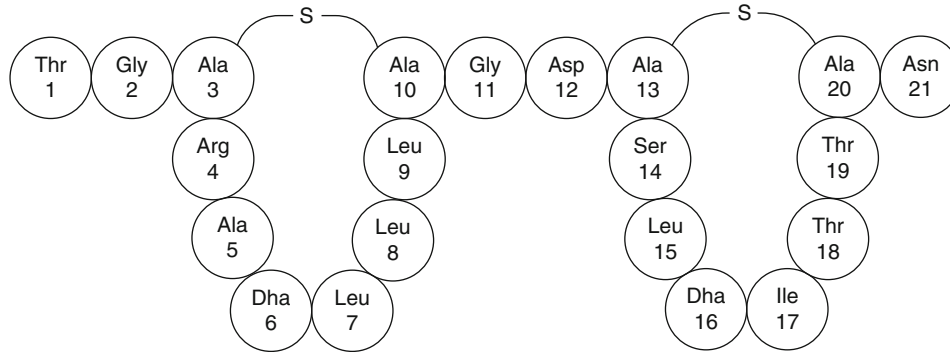 S
S
Thr 1
Gly 2
Ala 3
Ala 10
Gly 11
Asp 12
Ala 13
Ala 20
Asn 21
Arg 4
Leu 9
Ser 14
Thr 19
Ala 5
Leu 8
Leu 15
Thr 18
Dha 6
Leu 7
Dha 16
Ile 17